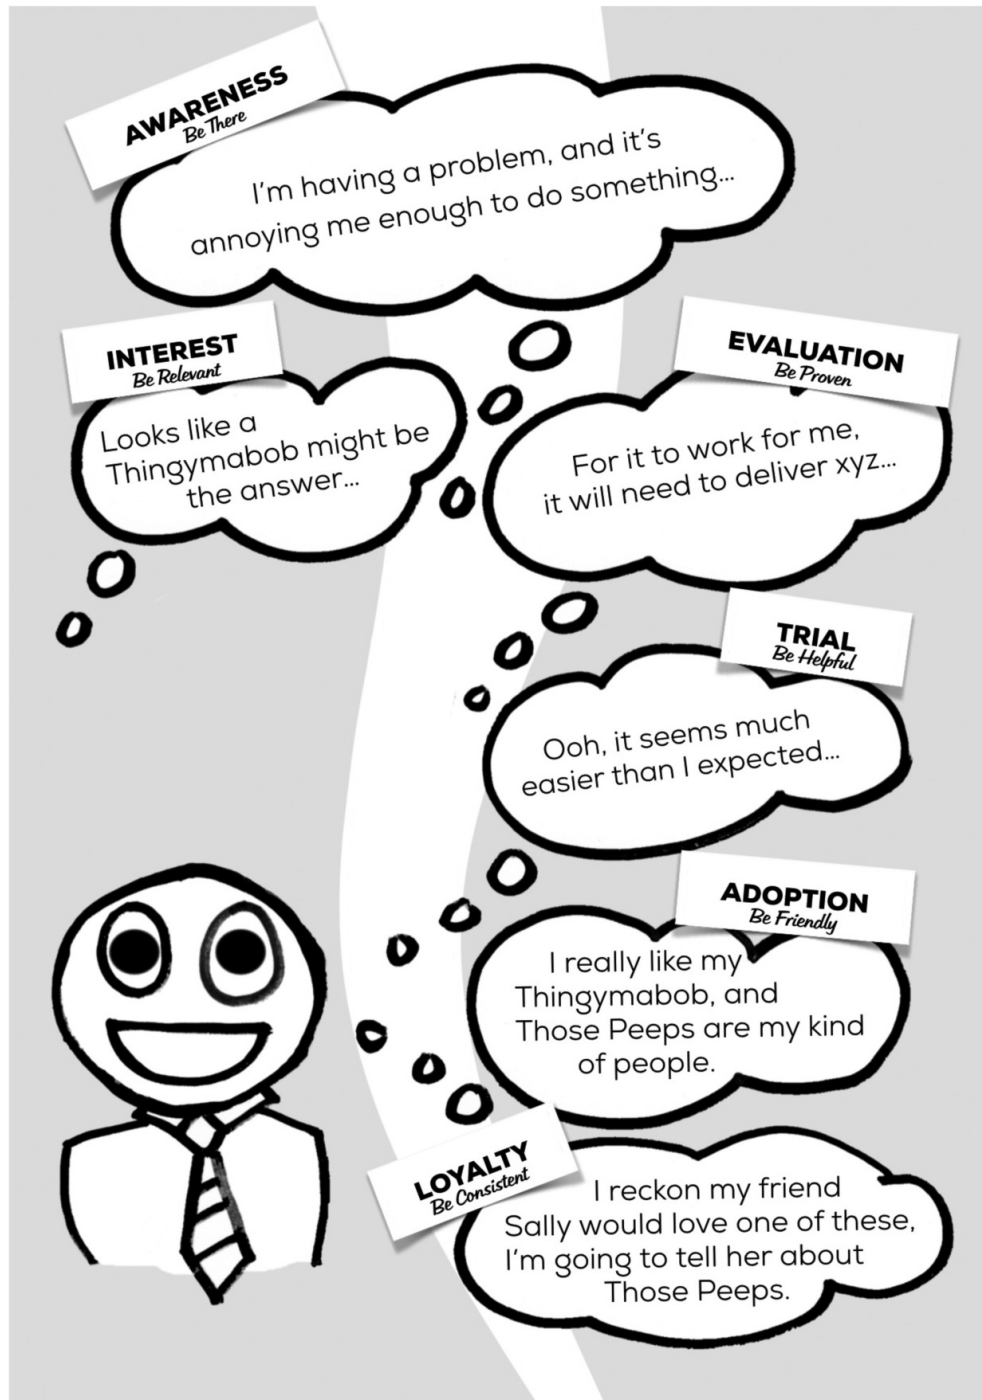 AWARENESS
Be There
I'm having a problem, and it's
annoying me enough to do something...
INTEREST
Be Relevant
Looks like a
Thingymabob might be
the answer...
EVALUATION
Be Proven
For it to work for me,
it will need to deliver xyz...
TRIAL
Be Helpful
Ooh, it seems much
easier than I expected...
ADOPTION
Be Friendly
I really like my
Thingymabob, and
Those Peeps are my kind
of people.
LOYALTY
Be Consistent
I reckon my friend
Sally would love one of these,
I'm going to tell her about
Those Peeps.